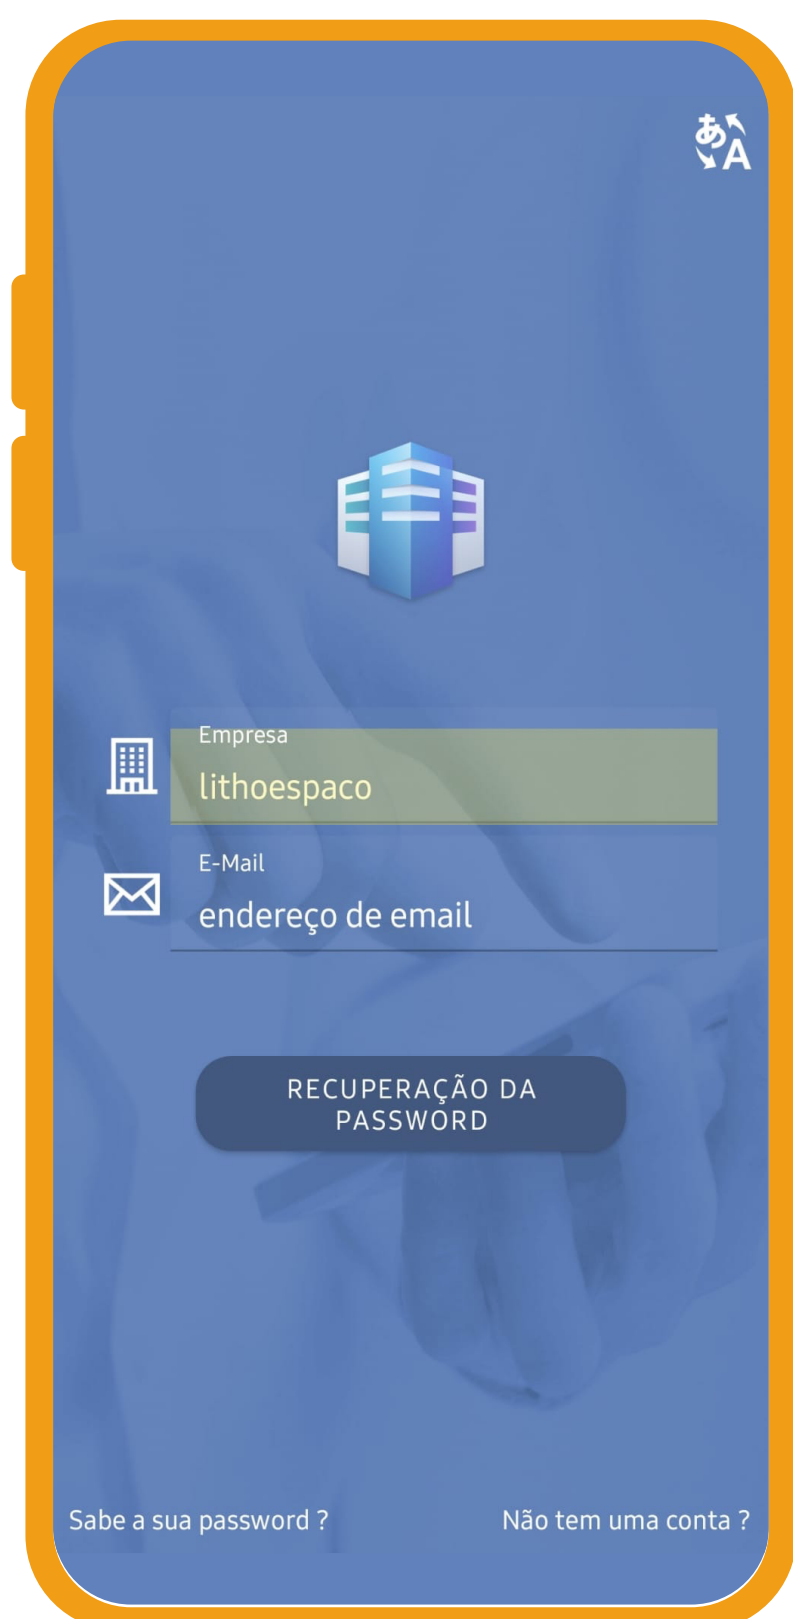 Empresa
lithoespaco
E-Mail
endereço de email
RECUPERAÇÃO DA
PASSWORD
Sabe a sua password ?
Não tem uma conta ?